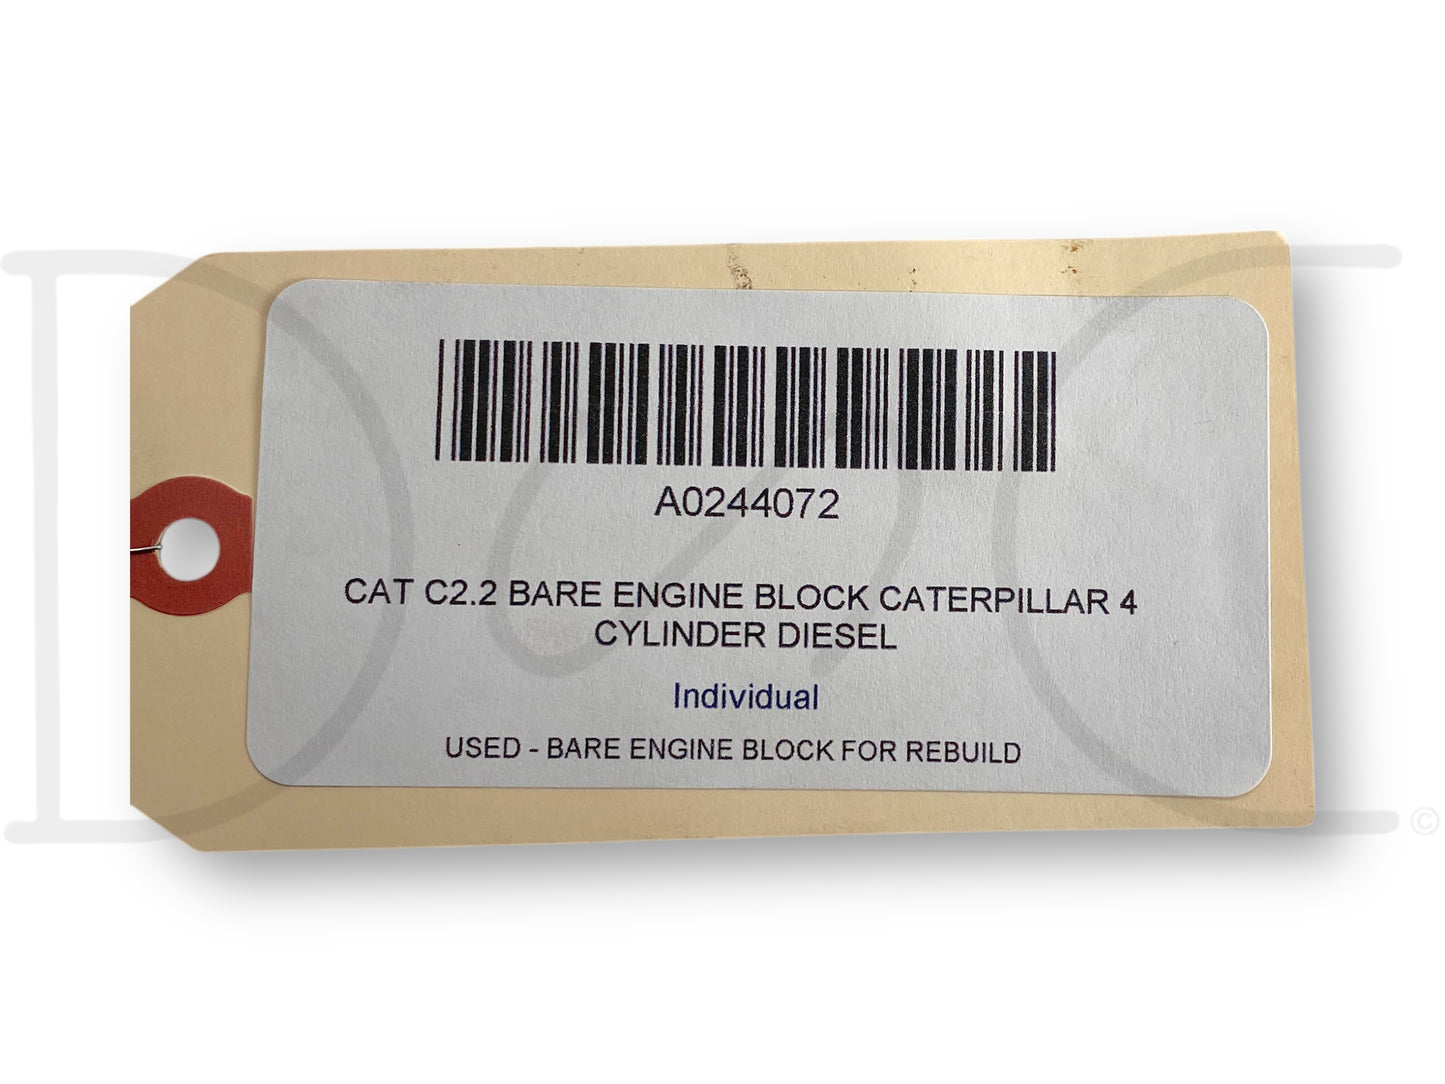 A0244072
CAT C2.2 BARE ENGINE BLOCK CATERPILLAR 4
CYLINDER DIESEL
Individual
USED - BARE ENGINE BLOCK FOR REBUILD
©